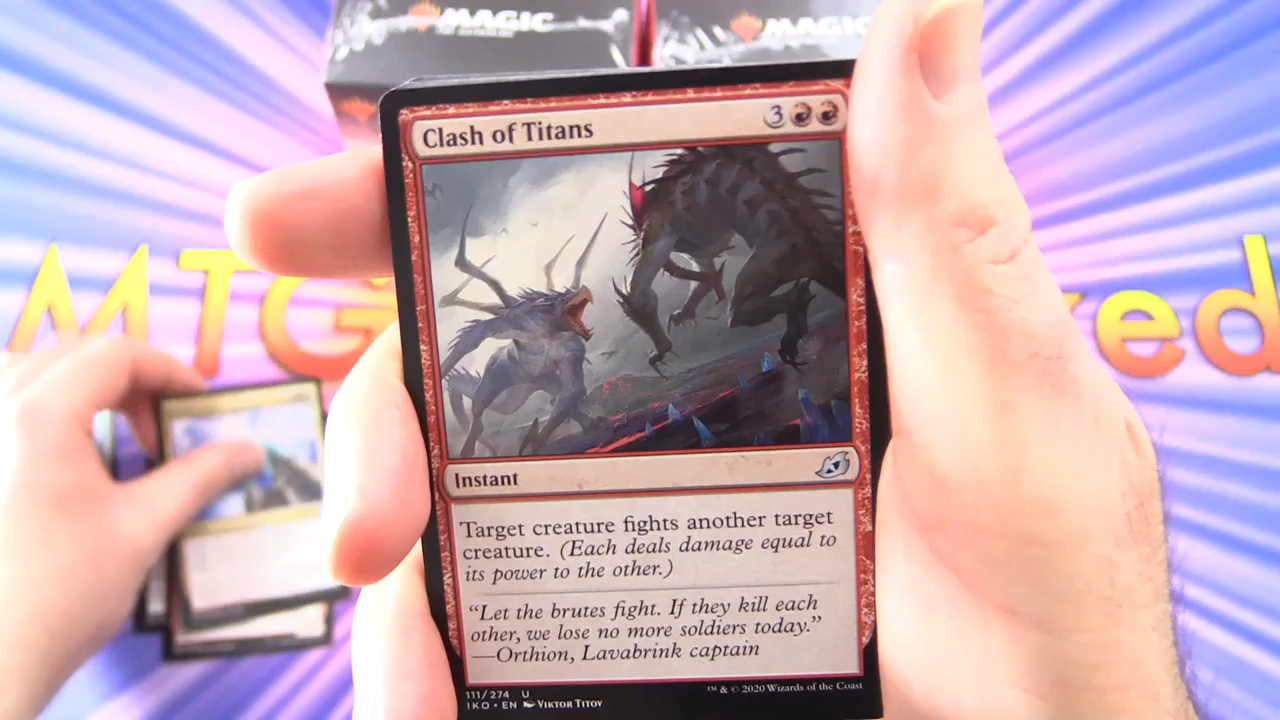 MAGIC
MAGIC
MTG
ked
Clash of Titans
3
Instant
Target creature fights another target
creature. (Each deals damage equal to
its power to the other.)
“Let the brutes fight. If they kill each
other, we lose no more soldiers today.”
—Orthion, Lavabrink captain
111/274 U
IKO • EN VIKTOR TITOV
™ & © 2020 Wizards of the Coast